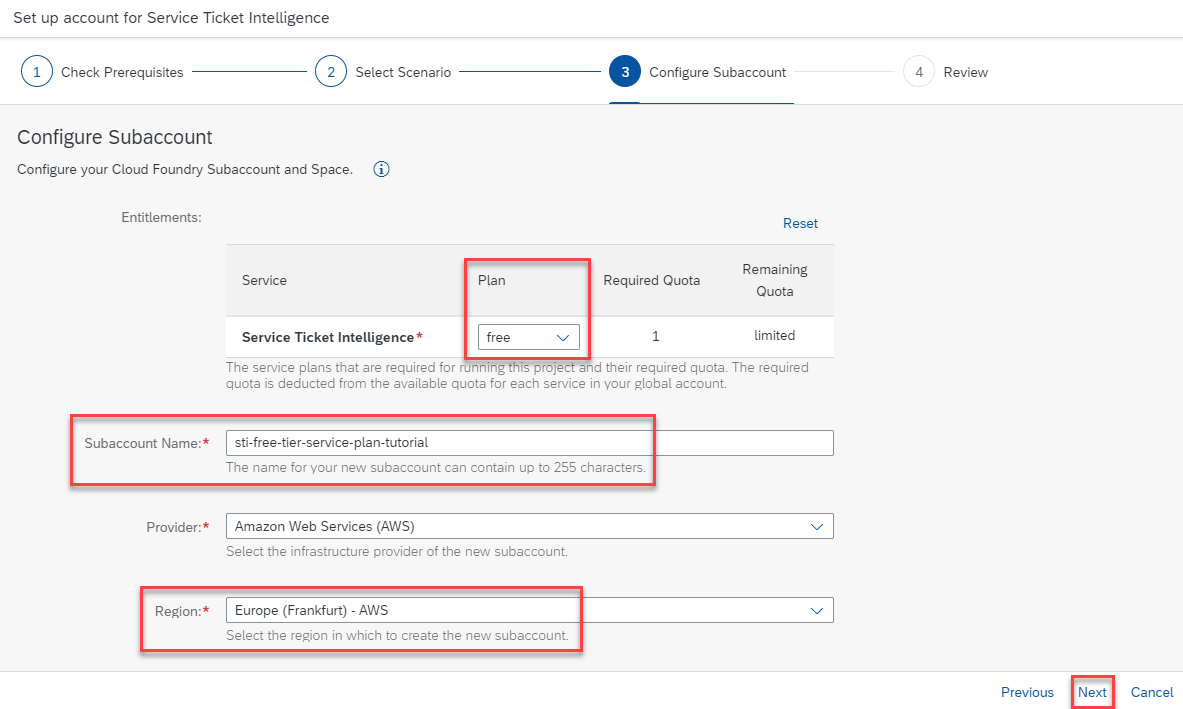 Set up account for Service Ticket Intelligence
1 Check Prerequisites 2 Select Scenario 3 Configure Subaccount 4 Review
Configure Subaccount
Configure your Cloud Foundry Subaccount and Space. i
Entitlements:
Reset
Service Plan Required Quota Remaining
Quota
Service Ticket Intelligence* free 1 limited
The service plans that are required for running this project and their required quota. The required
quota is deducted from the available quota for each service in your global account.
Subaccount Name:* sti-free-tier-service-plan-tutorial
The name for your new subaccount can contain up to 255 characters.
Provider:* Amazon Web Services (AWS)
Select the infrastructure provider of the new subaccount.
Region:* Europe (Frankfurt) - AWS
Select the region in which to create the new subaccount.
Previous Next Cancel